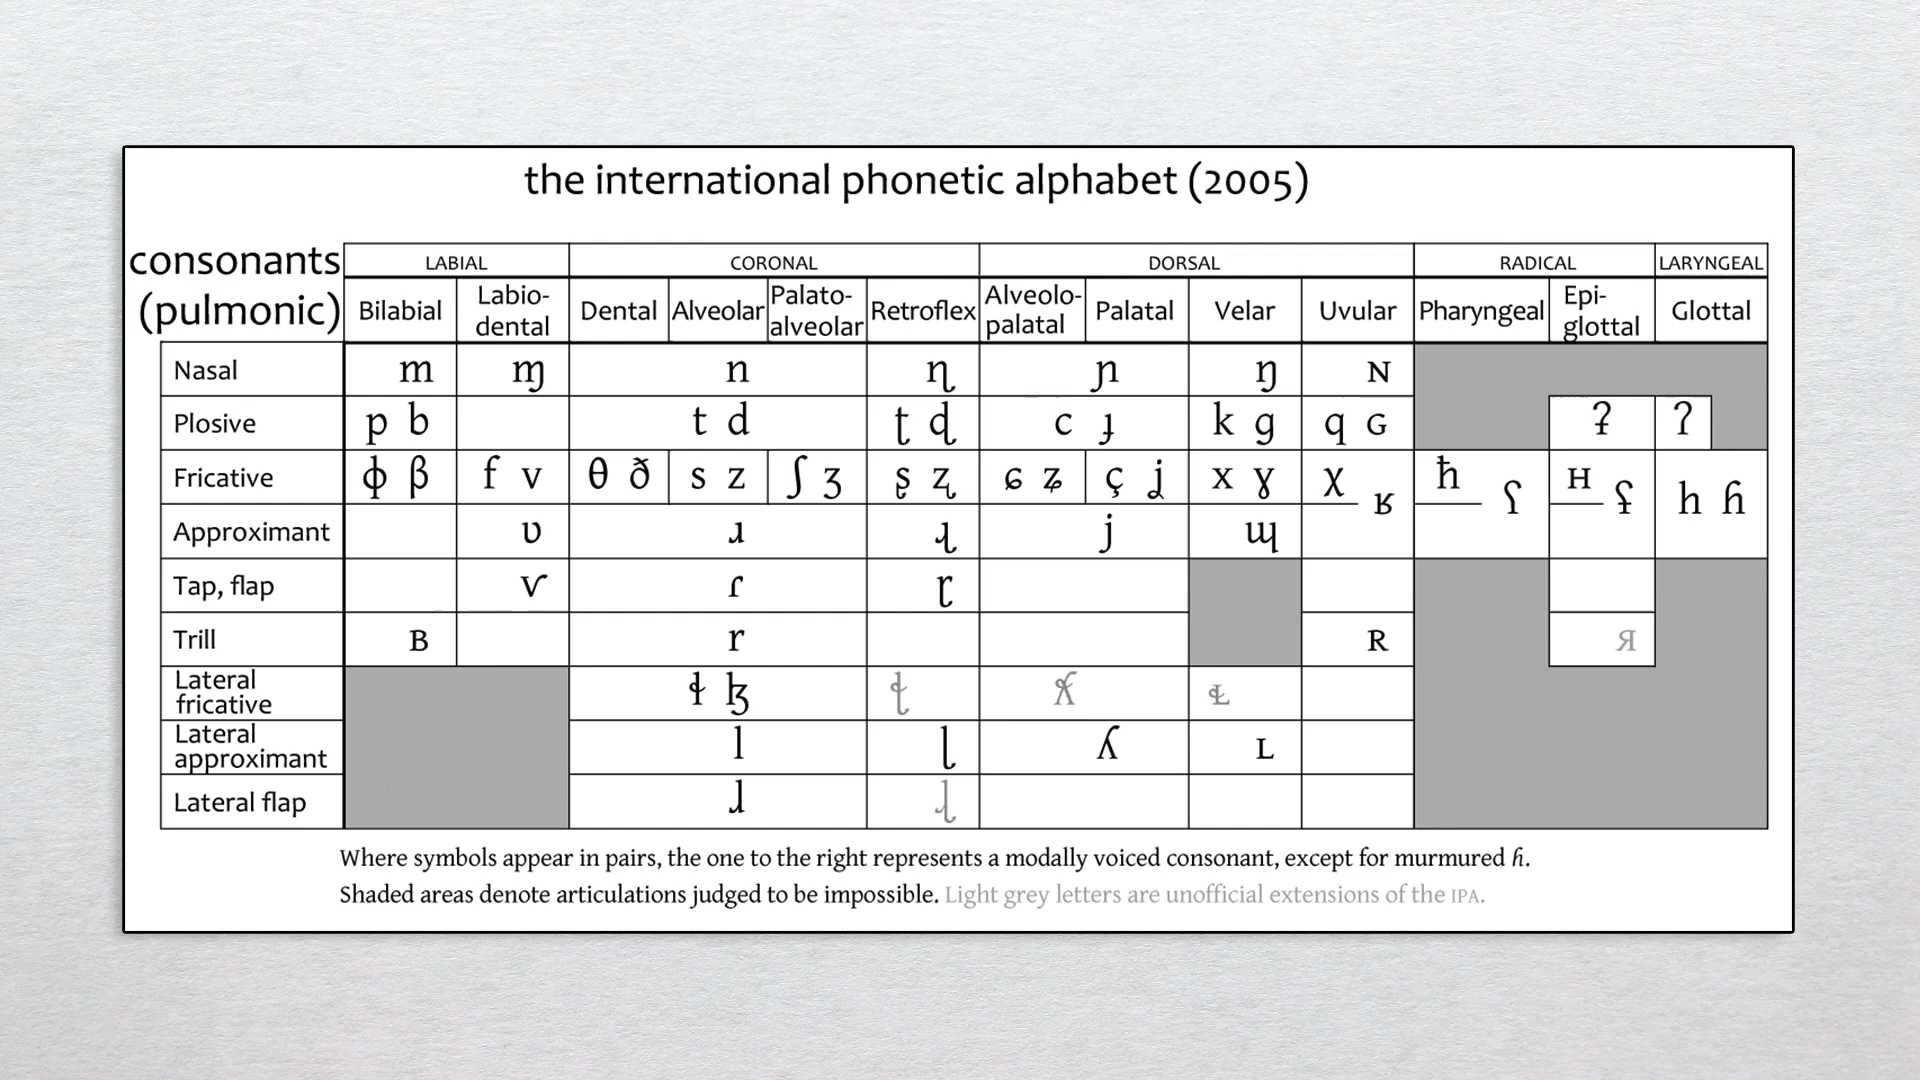 the international phonetic alphabet (2005)
consonants (pulmonic)
LABIAL CORONAL DORSAL RADICAL LARYNGEAL
Bilabial Labio-dental Dental Alveolar Palato-alveolar Retroflex Alveolo-palatal Palatal Velar Uvular Pharyngeal Epi-glottal Glottal
Nasal m ɱ n ɳ ɲ ŋ ɴ
Plosive p b t d ʈ ɖ c ɟ k ɡ q ɢ ʡ ʔ
Fricative ɸ β f v θ ð s z ʃ ʒ ʂ ʐ ɕ ʑ ç ʝ x ɣ χ ʁ ħ ʕ ʜ ʢ h ɦ
Approximant ʋ ɹ ɻ j ɰ
Tap, flap ⱱ ɾ ɽ
Trill ʙ r ʀ ᴙ
Lateral fricative ɬ ɮ
Lateral approximant l ɭ ʎ ʟ
Lateral flap ɺ
Where symbols appear in pairs, the one to the right represents a modally voiced consonant, except for murmured ɦ.
Shaded areas denote articulations judged to be impossible. Light grey letters are unofficial extensions of the IPA.